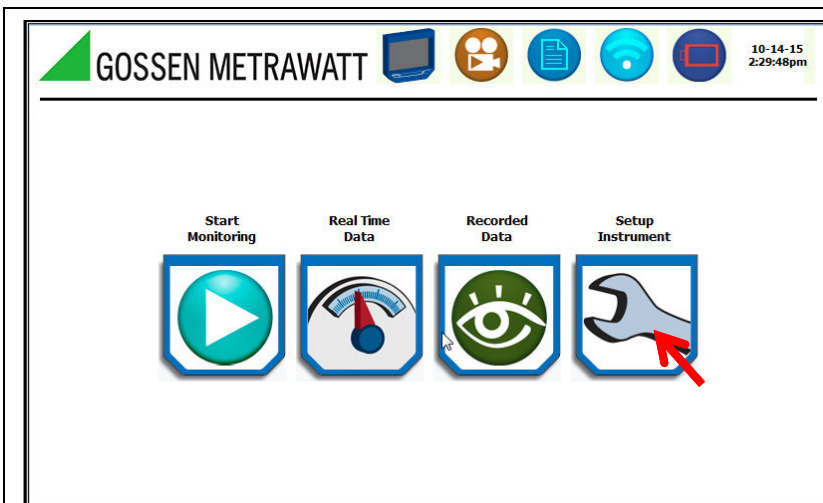 GOSSEN METRAWATT
10-14-15
2:29:48pm
Start
Monitoring
Real Time
Data
Recorded
Data
Setup
Instrument